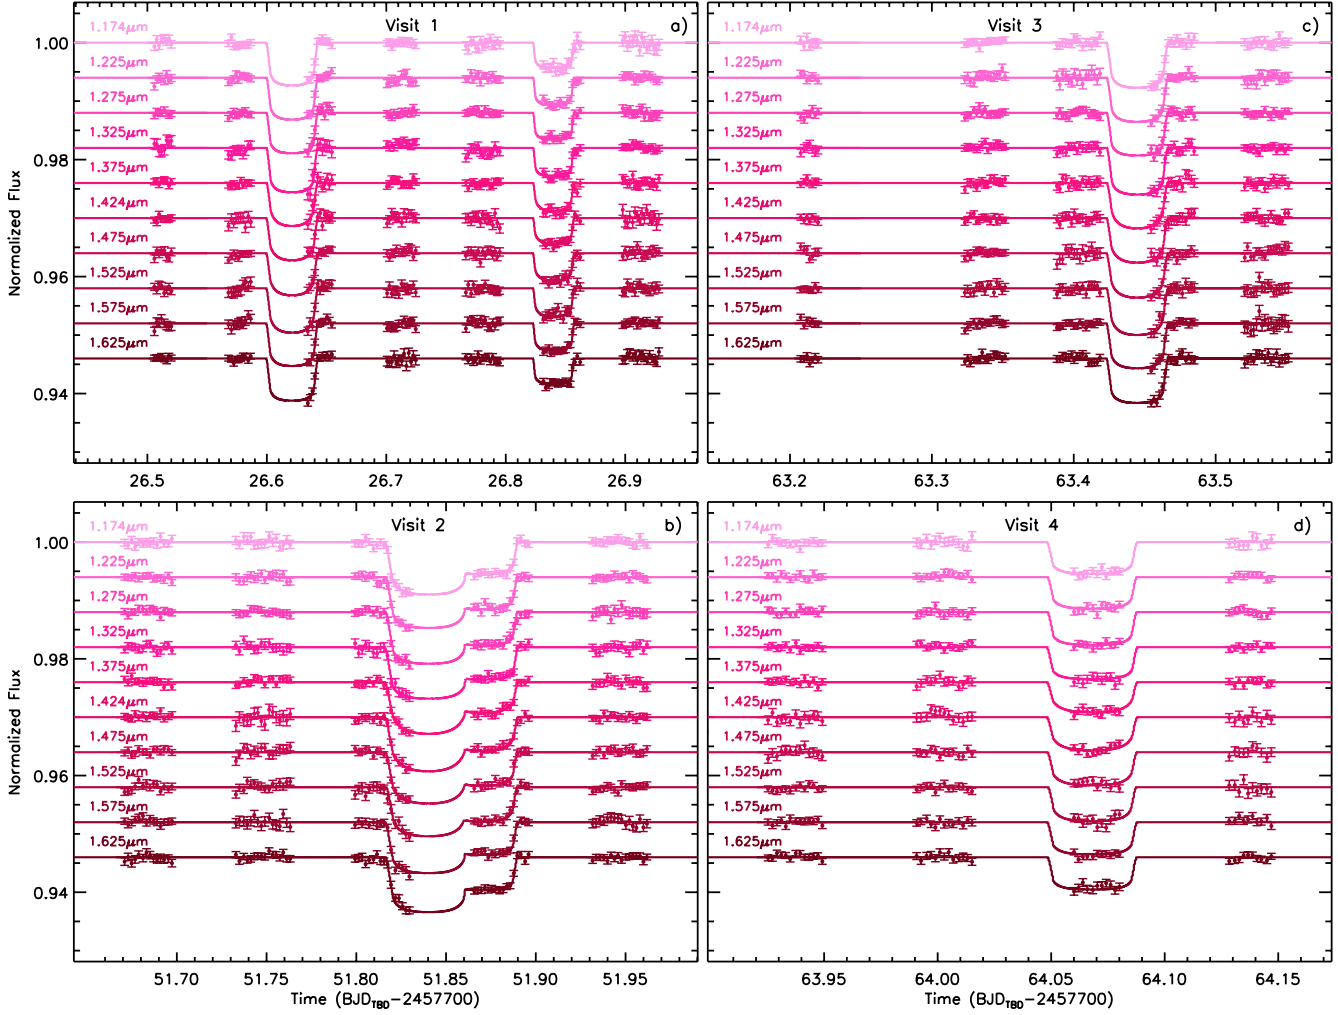 Visit 1
a)
1.174μm
1.00
1.225μm
1.275μm
1.325μm
0.98
1.375μm
1.424μm
1.475μm
0.96
1.525μm
1.575μm
1.625μm
0.94
Normalized Flux
26.5 26.6 26.7 26.8 26.9
Visit 3
c)
1.174μm
1.225μm
1.275μm
1.325μm
1.375μm
1.425μm
1.475μm
1.525μm
1.575μm
1.625μm
63.2 63.3 63.4 63.5
Visit 2
b)
1.174μm
1.00
1.225μm
1.275μm
1.325μm
0.98
1.375μm
1.424μm
1.475μm
0.96
1.525μm
1.575μm
1.625μm
0.94
Normalized Flux
51.70 51.75 51.80 51.85 51.90 51.95
Time (BJDTBD−2457700)
Visit 4
d)
1.174μm
1.225μm
1.275μm
1.325μm
1.375μm
1.425μm
1.475μm
1.525μm
1.575μm
1.625μm
63.95 64.00 64.05 64.10 64.15
Time (BJDTBD−2457700)